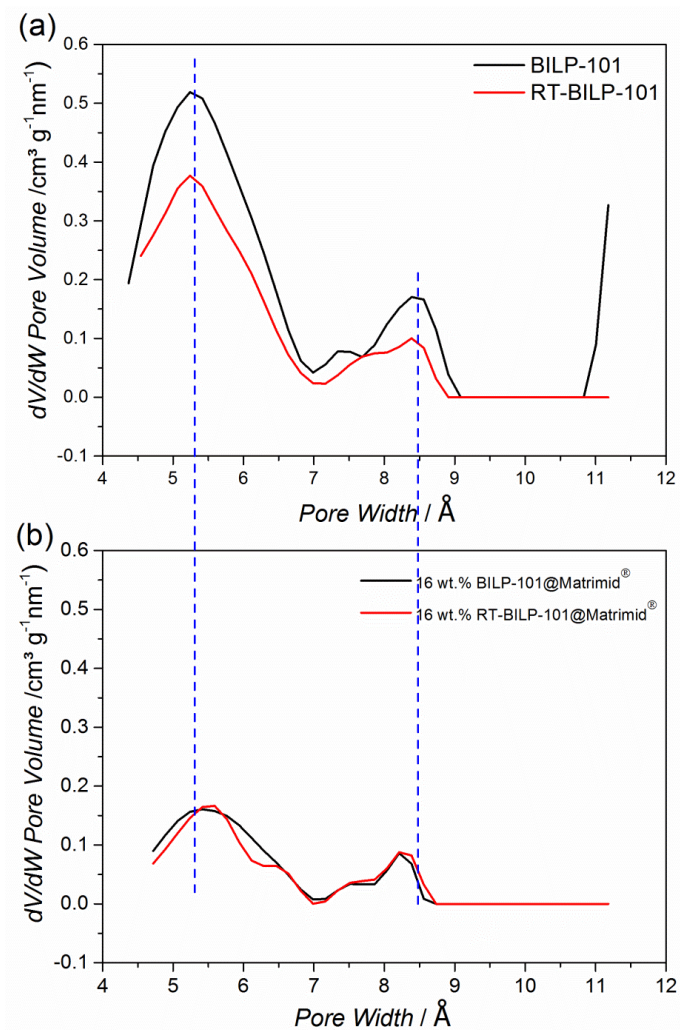 (a)
0.6
0.5
0.4
0.3
0.2
0.1
0.0
-0.1
dV/dW Pore Volume /cm³ g⁻¹nm⁻¹
BILP-101
RT-BILP-101
4 5 6 7 8 9 10 11 12
Pore Width / Å
(b)
0.6
0.5
0.4
0.3
0.2
0.1
0.0
-0.1
dV/dW Pore Volume /cm³ g⁻¹nm⁻¹
16 wt.% BILP-101@Matrimid®
16 wt.% RT-BILP-101@Matrimid®
4 5 6 7 8 9 10 11 12
Pore Width / Å